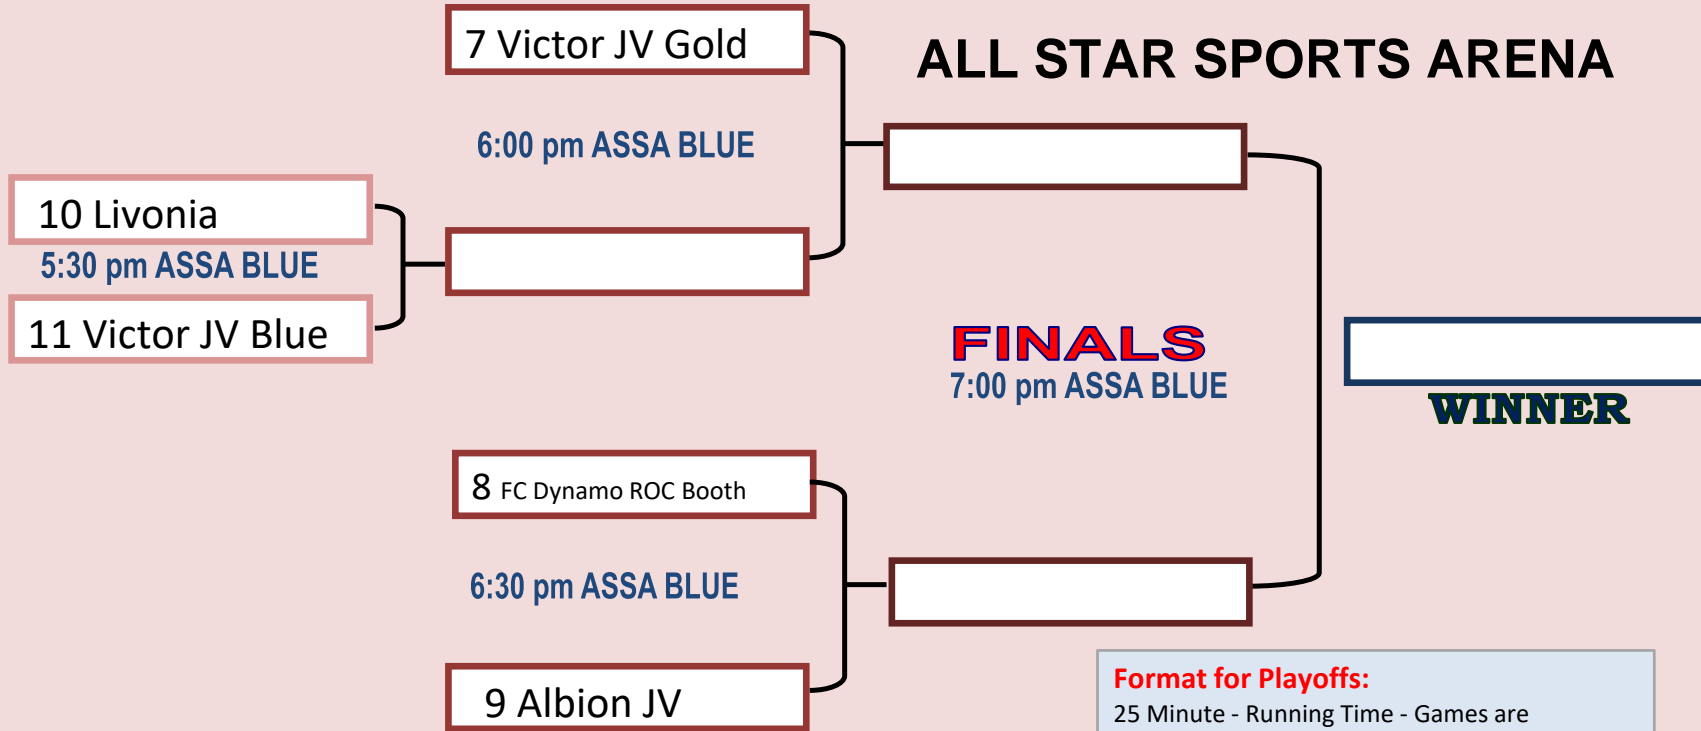 7 Victor JV Gold
ALL STAR SPORTS ARENA
6:00 pm ASSA BLUE
10 Livonia
5:30 pm ASSA BLUE
11 Victor JV Blue
FINALS
7:00 pm ASSA BLUE
WINNER
8 FC Dynamo ROC Booth
6:30 pm ASSA BLUE
9 Albion JV
Format for Playoffs:
25 Minute - Running Time - Games are